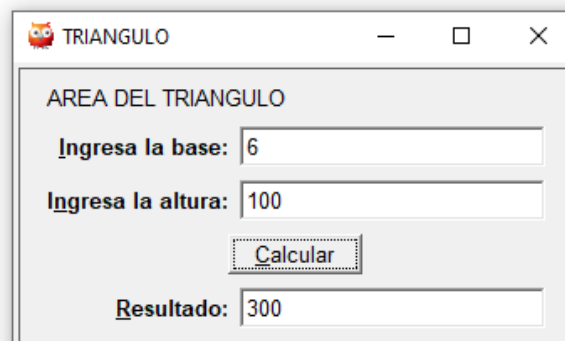 TRIANGULO
AREA DEL TRIANGULO
Ingresa la base: 6
Ingresa la altura: 100
Calcular
Resultado: 300